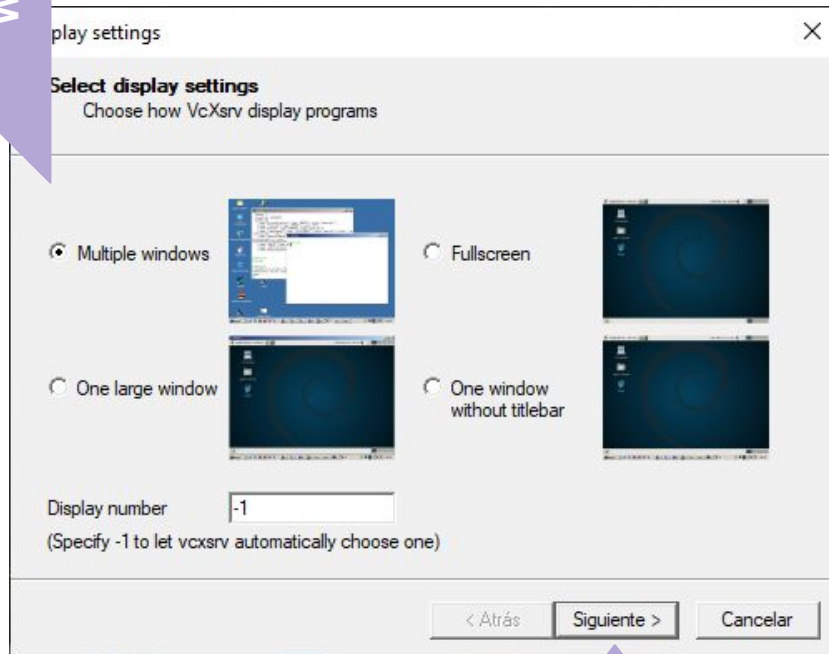 play settings
Select display settings
Choose how VcXsrv display programs
Multiple windows
Fullscreen
One large window
One window
without titlebar
Display number
-1
(Specify -1 to let vcxsrv automatically choose one)
< Atrás
Siguiente >
Cancelar